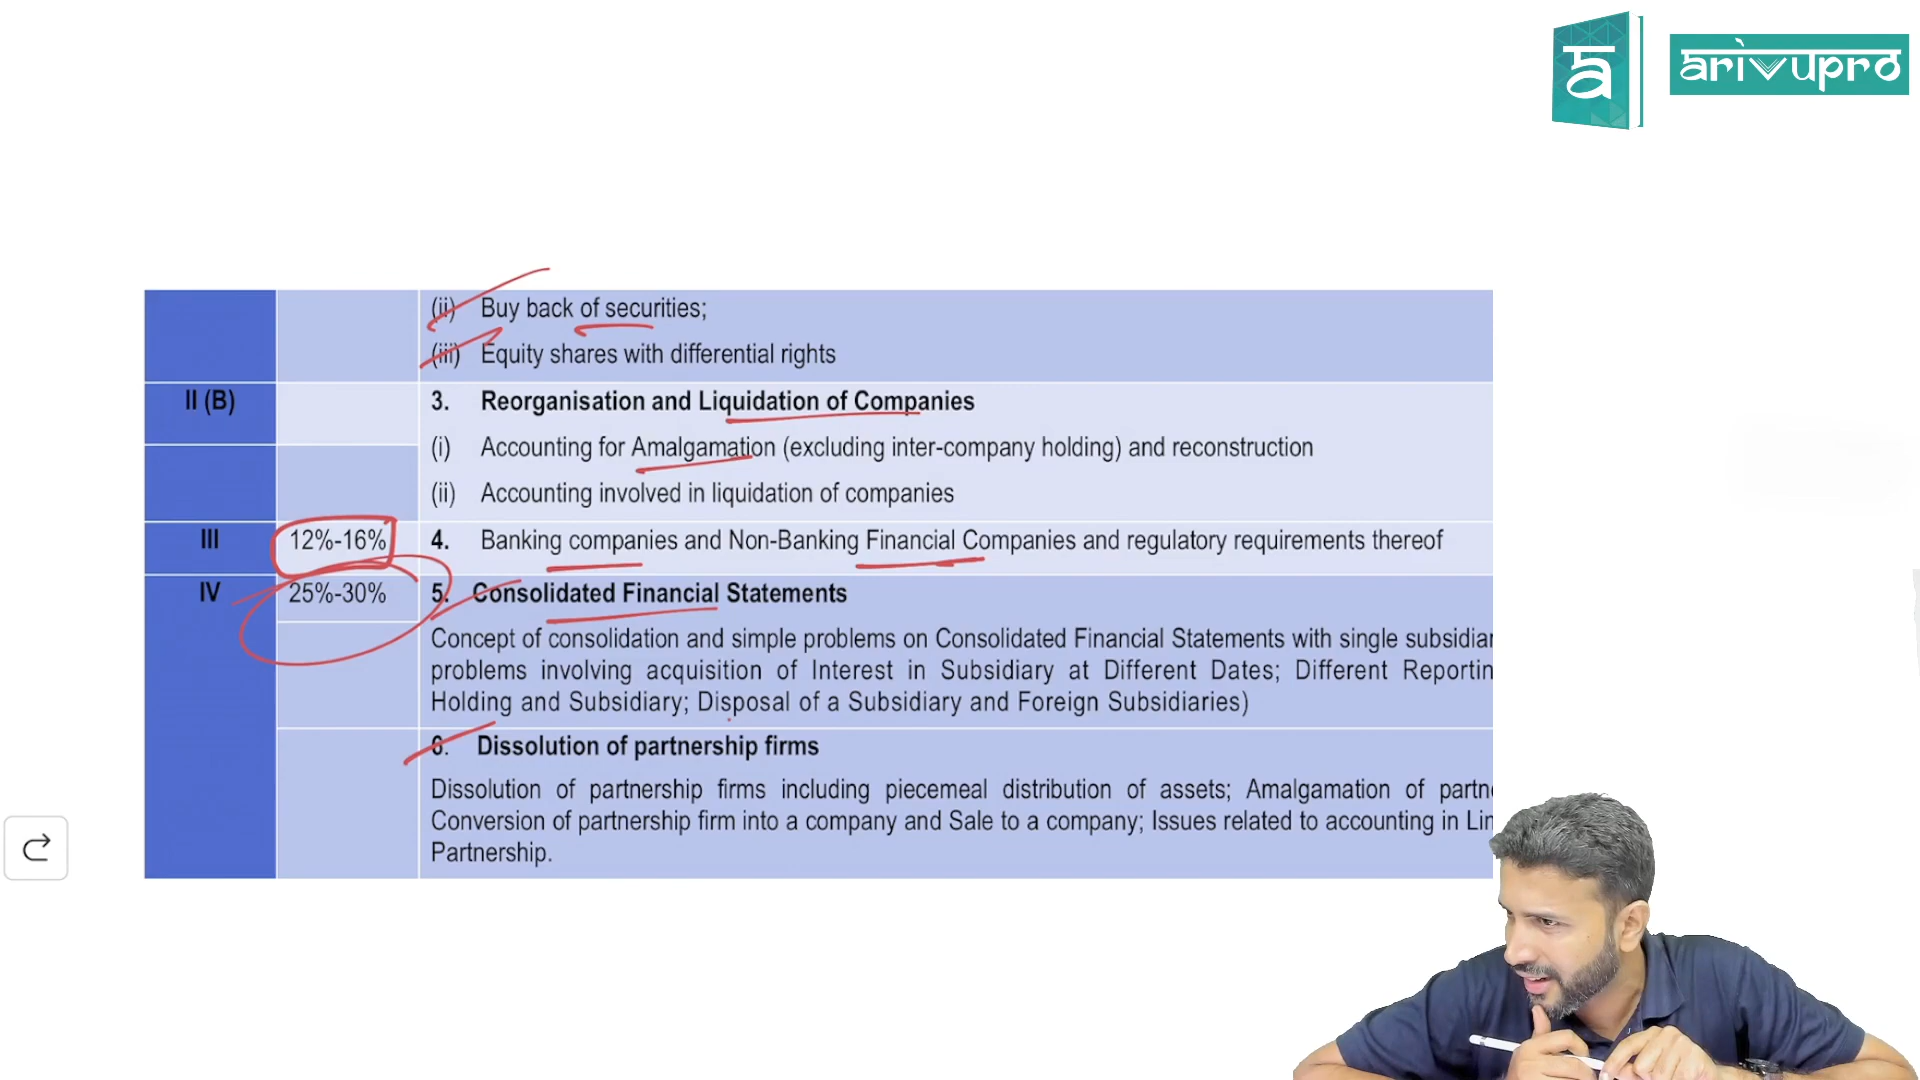 a
arivupro
(ii) Buy back of securities;
(iii) Equity shares with differential rights
II (B) 3. Reorganisation and Liquidation of Companies
(i) Accounting for Amalgamation (excluding inter-company holding) and reconstruction
(ii) Accounting involved in liquidation of companies
III 12%-16% 4. Banking companies and Non-Banking Financial Companies and regulatory requirements thereof
IV 25%-30% 5. Consolidated Financial Statements
Concept of consolidation and simple problems on Consolidated Financial Statements with single
problems involving acquisition of Interest in Subsidiary at Different Dates; Different
Holding and Subsidiary; Disposal of a Subsidiary and Foreign Subsidiaries)
6. Dissolution of partnership firms
Dissolution of partnership firms including piecemeal distribution of assets; Amalgamation of
Conversion of partnership firm into a company and Sale to a company; Issues related to accounting in
Partnership.